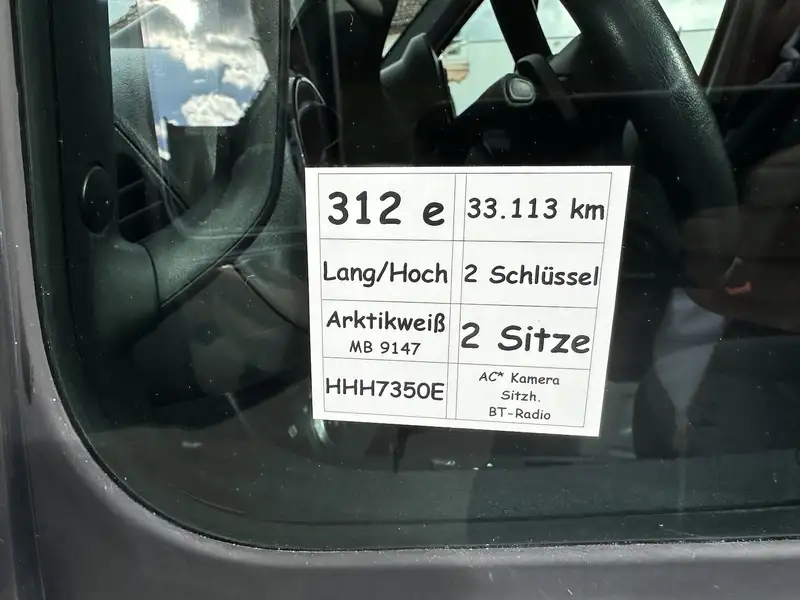 312 e
33.113 km
Lang/Hoch
2 Schlüssel
Arktikweiß
MB 9147
2 Sitze
HHH7350E
AC* Kamera
Sitzh.
BT-Radio